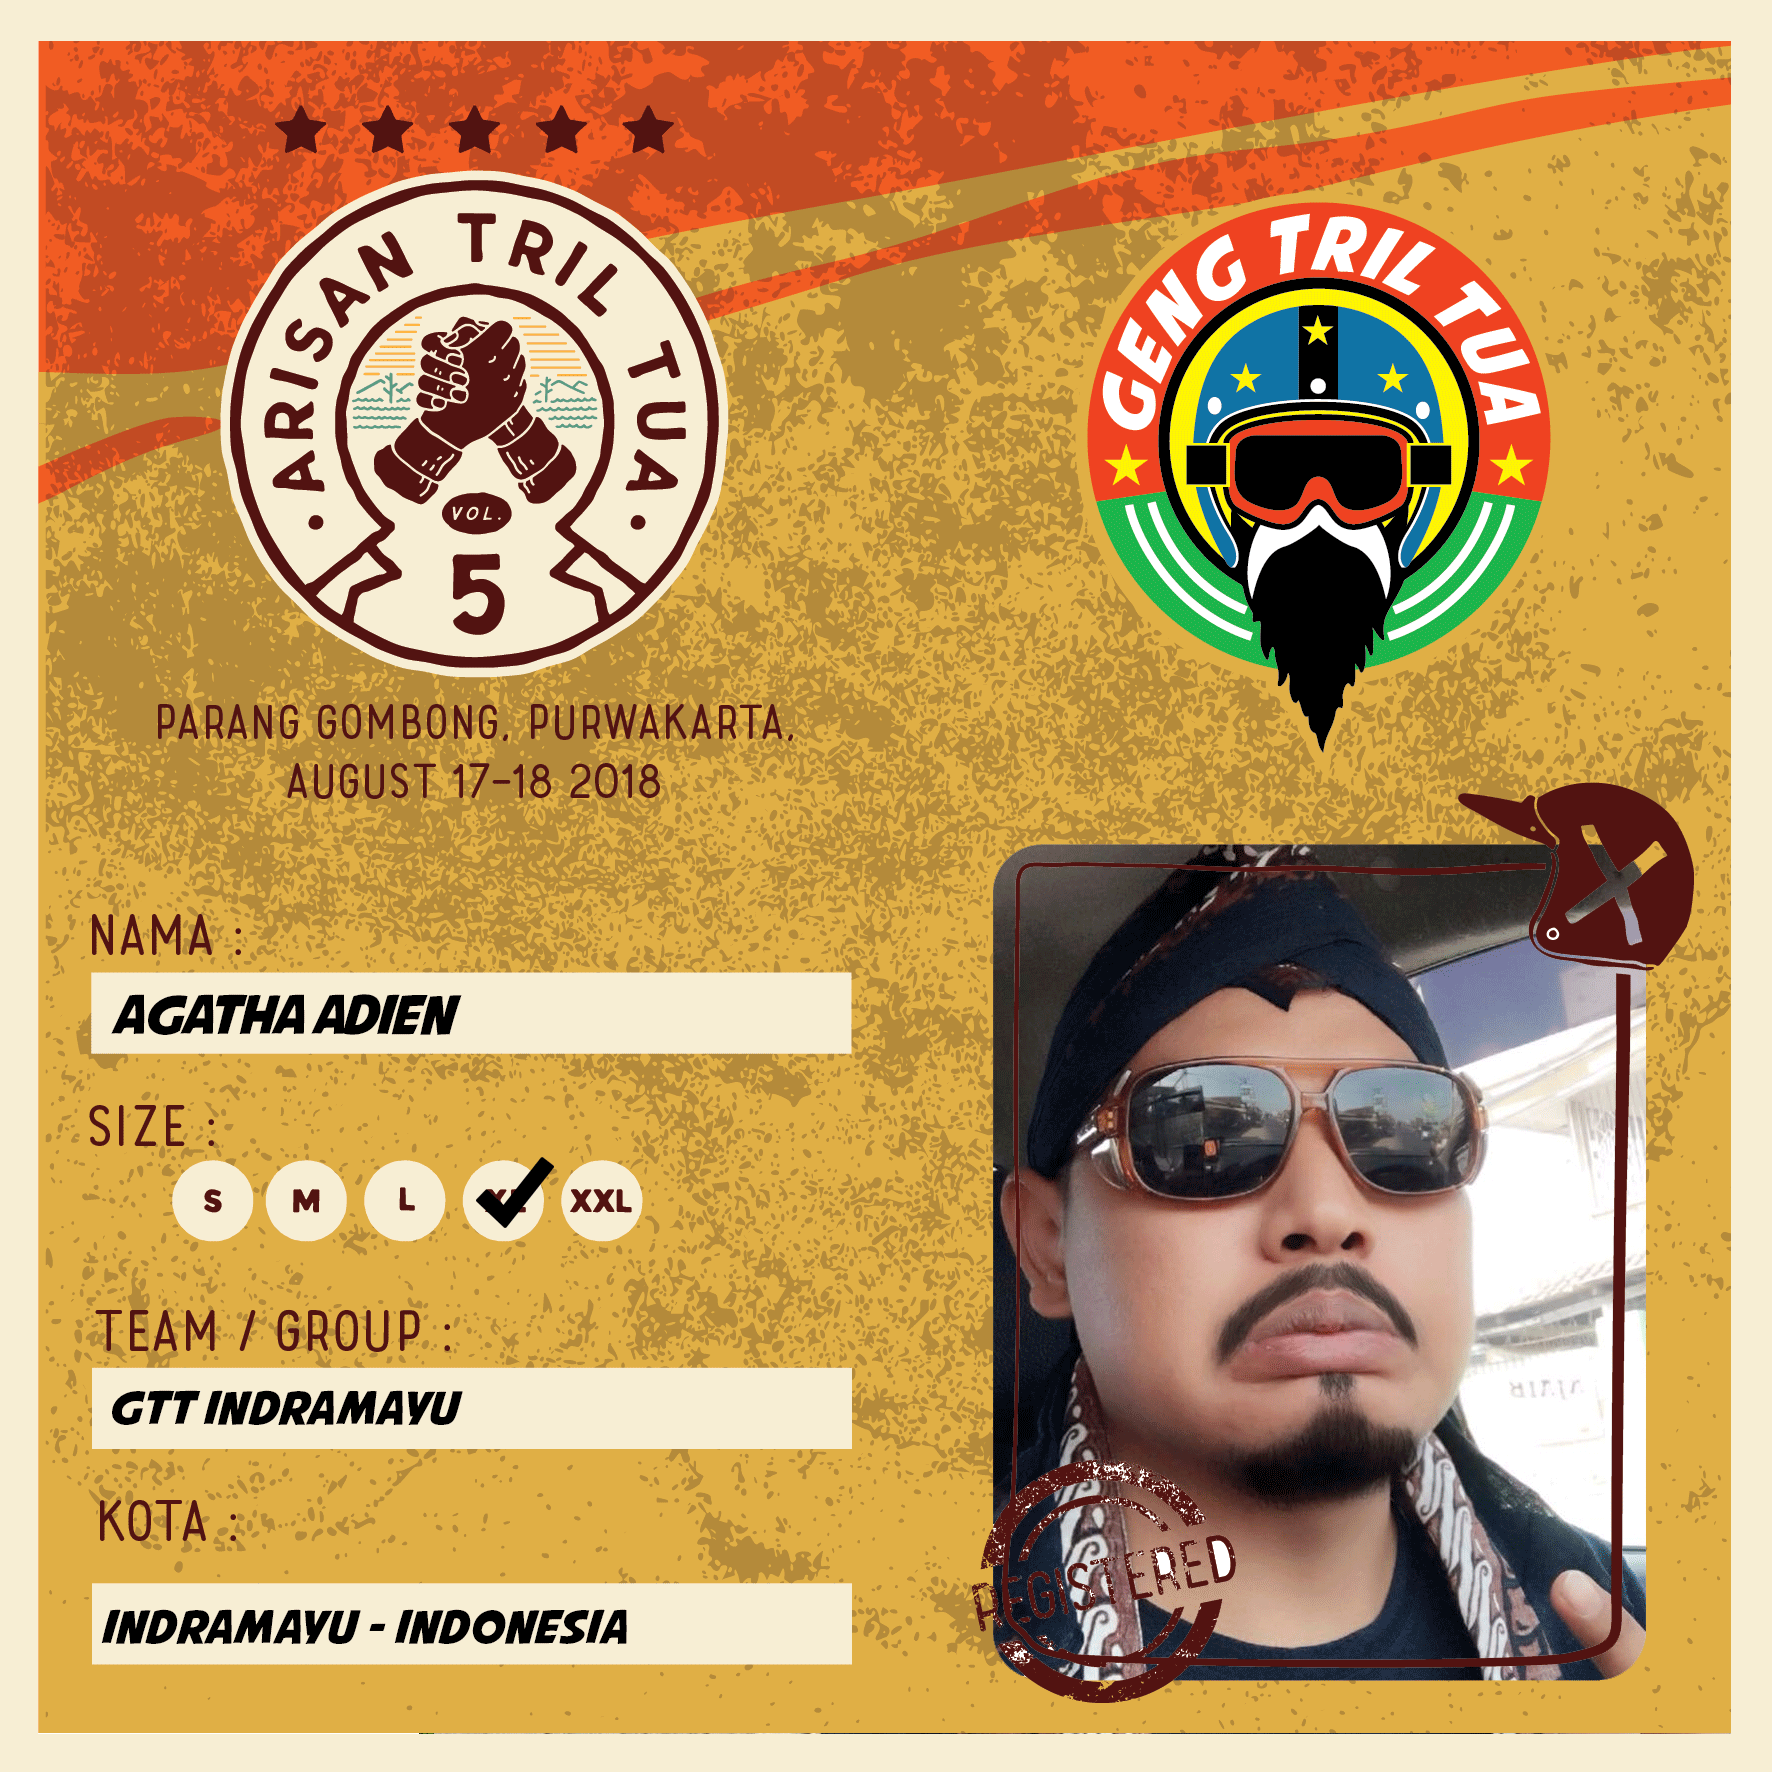 ARISAN TRIL TUA
VOL.
5
GENG TRIL TUA
PARANG GOMBONG, PURWAKARTA,
AUGUST 17-18 2018
NAMA :
AGATHA ADIEN
SIZE :
S M L XL XXL
TEAM / GROUP :
GTT INDRAMAYU
KOTA :
INDRAMAYU - INDONESIA
REGISTERED